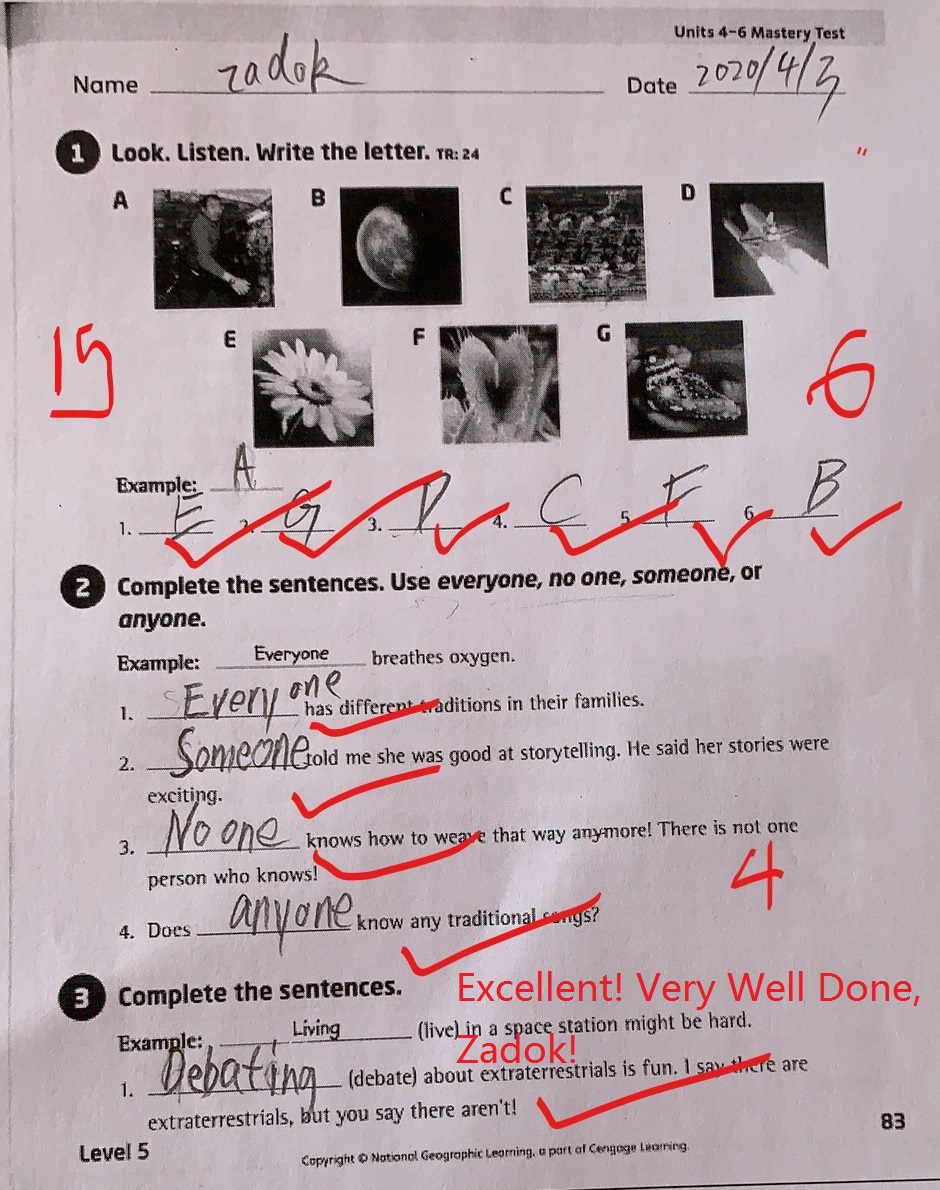 Units 4–6 Mastery Test
Name zadok Date 2020/4/3
1 Look. Listen. Write the letter. TR: 24
A B C D
E F G
15 6
Example: A
1. E 2. G 3. D 4. C 5. F 6. B
2 Complete the sentences. Use everyone, no one, someone, or
anyone.
Example: Everyone breathes oxygen.
1. Everyone has different traditions in their families.
2. Someone told me she was good at storytelling. He said her stories were
exciting.
3. No one knows how to weave that way anymore! There is not one
person who knows!
4
4. Does anyone know any traditional songs?
3 Complete the sentences.
Excellent! Very Well Done,
Zadok!
Example: Living (live) in a space station might be hard.
1. Debating (debate) about extraterrestrials is fun. I say there are
extraterrestrials, but you say there aren't!
83
Level 5
Copyright © National Geographic Learning, a part of Cengage Learning.